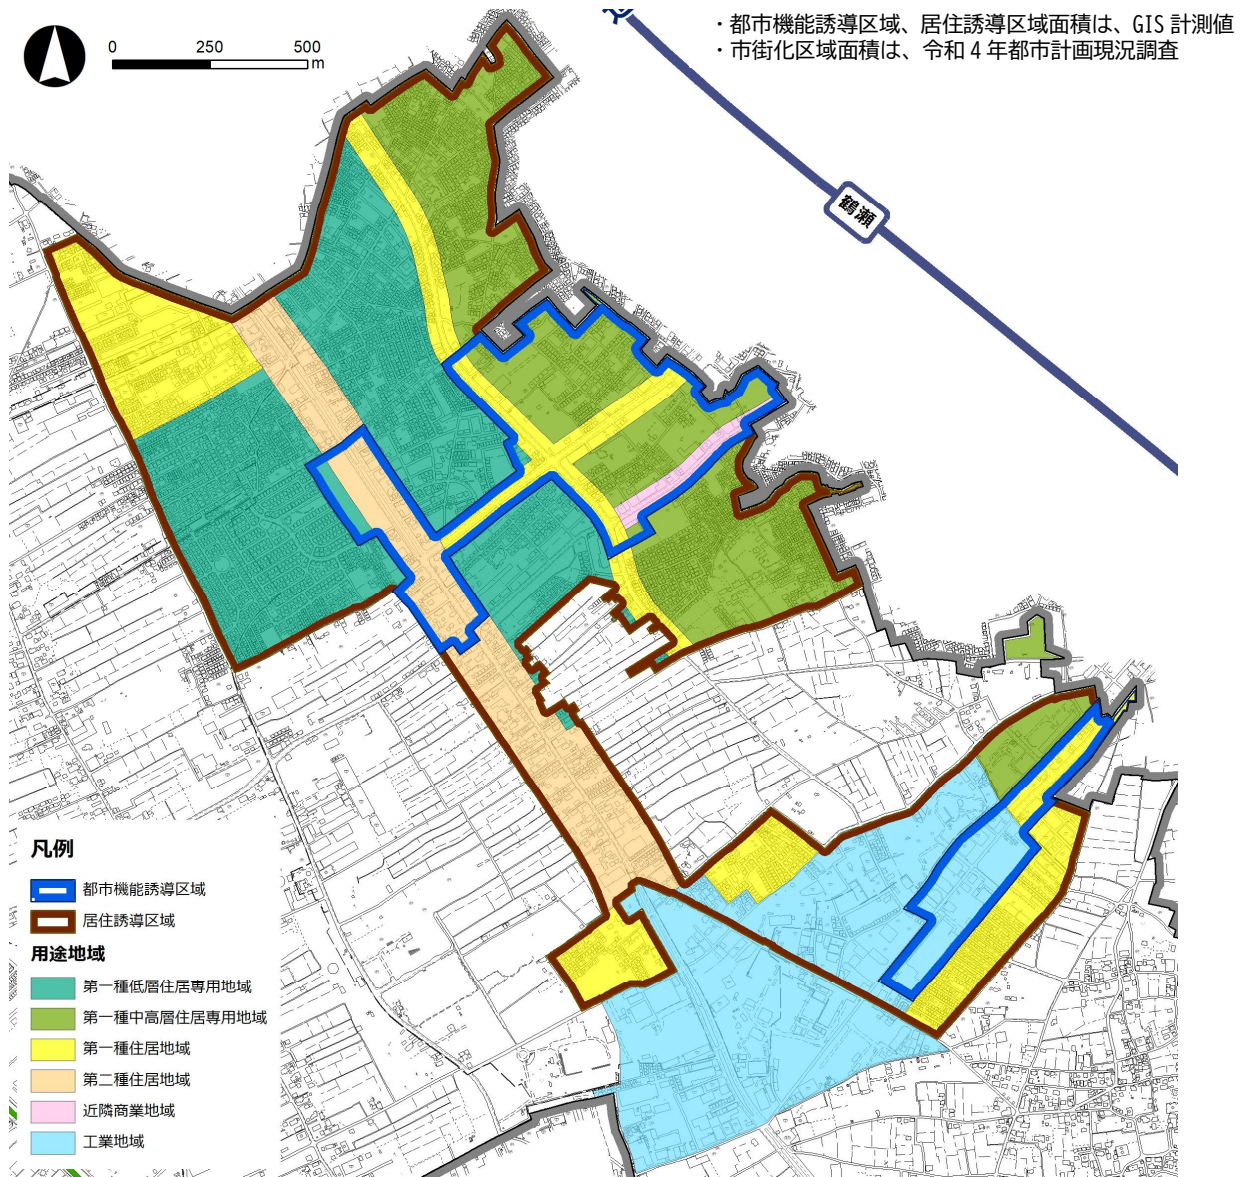 ・都市機能誘導区域、居住誘導区域面積は、GIS 計測値
・市街化区域面積は、令和 4 年都市計画現況調査
0 250 500
m
鶴瀬
凡例
都市機能誘導区域
居住誘導区域
用途地域
第一種低層住居専用地域
第一種中高層住居専用地域
第一種住居地域
第二種住居地域
近隣商業地域
工業地域